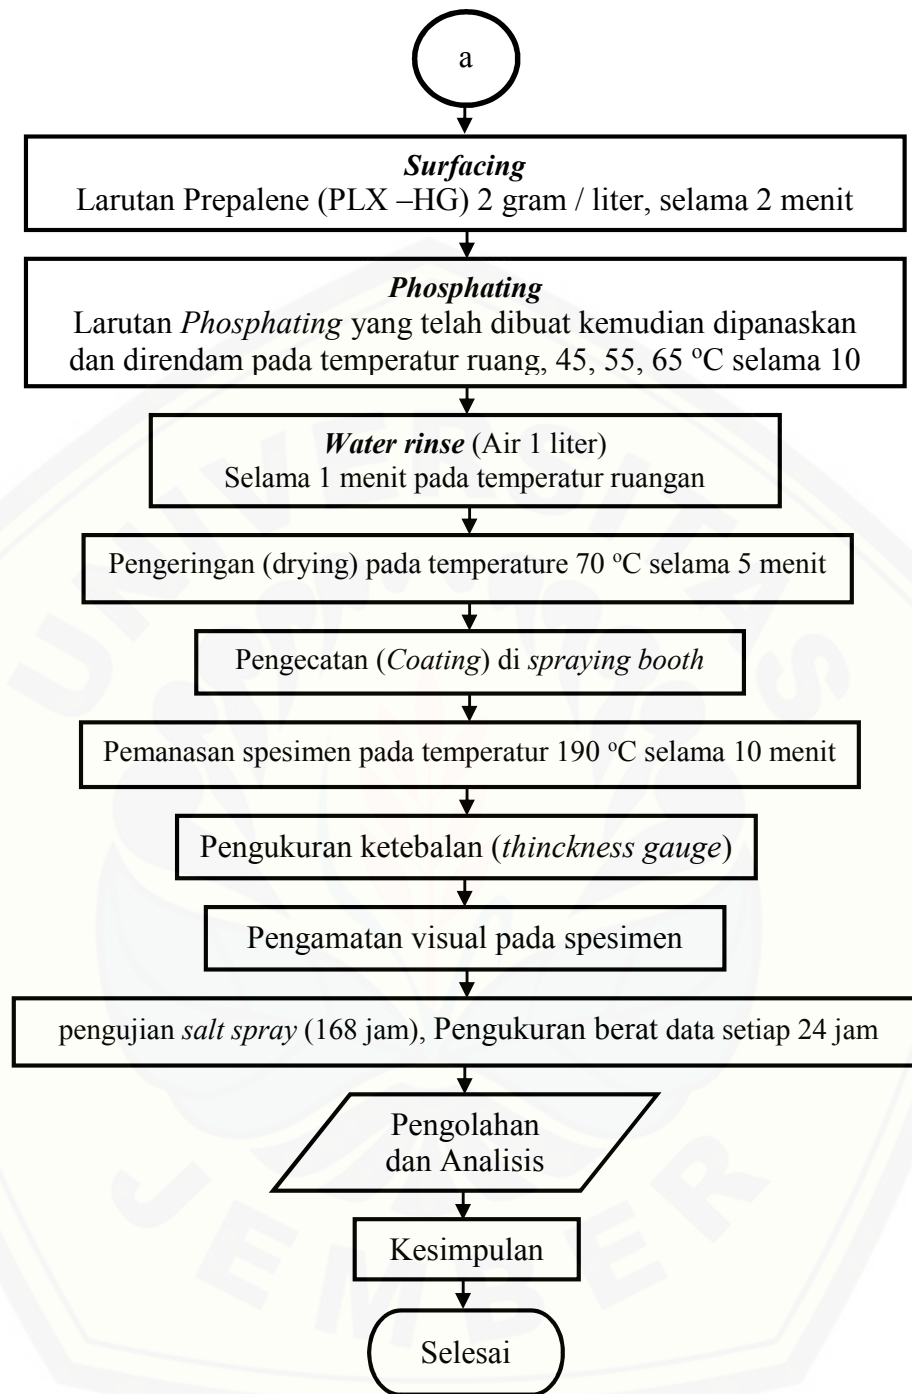 a
Surfacing
Larutan Prepalene (PLX –HG) 2 gram / liter, selama 2 menit
Phosphating
Larutan Phosphating yang telah dibuat kemudian dipanaskan
dan direndam pada temperatur ruang, 45, 55, 65 °C selama 10
Water rinse (Air 1 liter)
Selama 1 menit pada temperatur ruangan
Pengeringan (drying) pada temperature 70 °C selama 5 menit
Pengecatan (Coating) di spraying booth
Pemanasan spesimen pada temperatur 190 °C selama 10 menit
Pengukuran ketebalan (thinckness gauge)
Pengamatan visual pada spesimen
pengujian salt spray (168 jam), Pengukuran berat data setiap 24 jam
Pengolahan
dan Analisis
Kesimpulan
Selesai
UNIVERSITAS
JEMBER